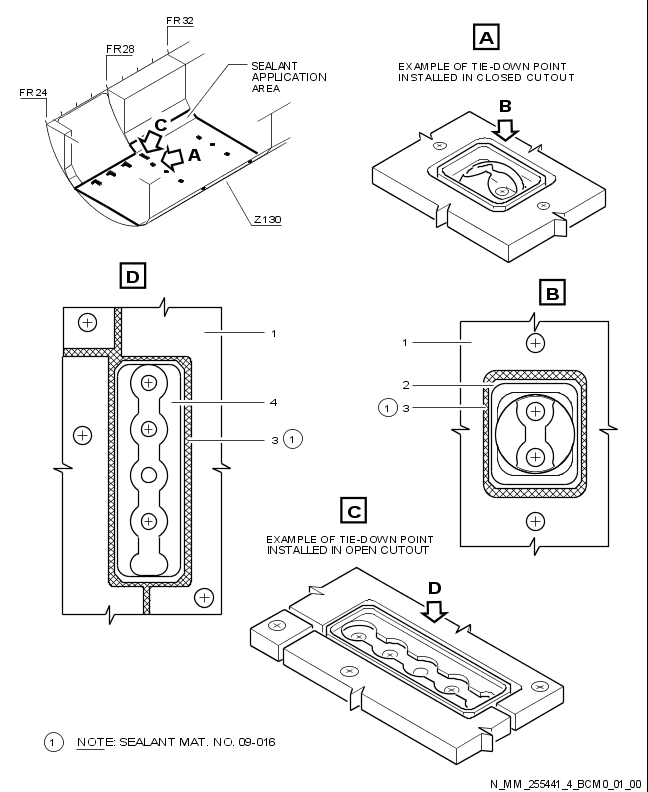 FR32
FR28
FR24
SEALANT
APPLICATION
AREA
C
A
Z130
A
EXAMPLE OF TIE-DOWN POINT
INSTALLED IN CLOSED CUTOUT
B
D
1
4
3 1
B
1
2
1 3
C
EXAMPLE OF TIE-DOWN POINT
INSTALLED IN OPEN CUTOUT
D
1 NOTE: SEALANT MAT. NO. 09-016
N_MM_255441_4_BCM0_01_00